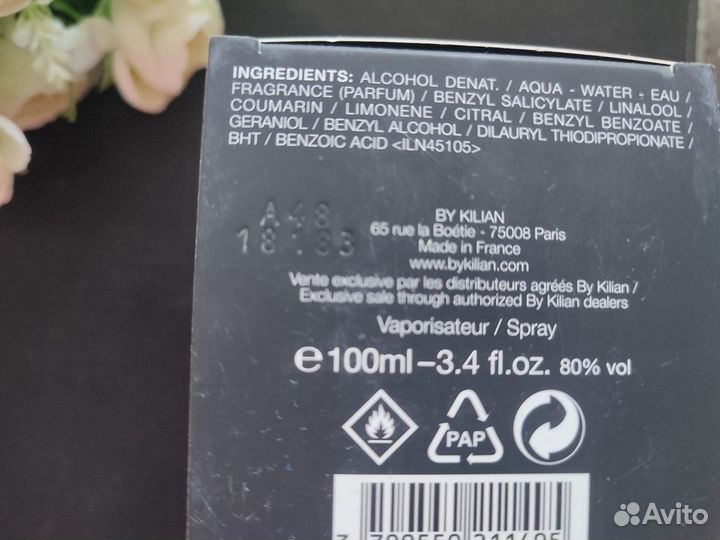 INGREDIENTS: ALCOHOL DENAT. / AQUA - WATER - EAU /
FRAGRANCE (PARFUM) / BENZYL SALICYLATE / LINALOOL /
COUMARIN / LIMONENE / CITRAL / BENZYL BENZOATE /
GERANIOL / BENZYL ALCOHOL / DILAURYL THIODIPROPIONATE /
BHT / BENZOIC ACID <ILN45105>
A48
18:83
BY KILIAN
65 rue la Boétie - 75008 Paris
Made in France
www.bykilian.com
Vente exclusive par les distributeurs agréés By Kilian /
Exclusive sale through authorized By Kilian dealers
Vaporisateur / Spray
e 100ml – 3.4 fl.oz. 80% vol
PAP
Avito